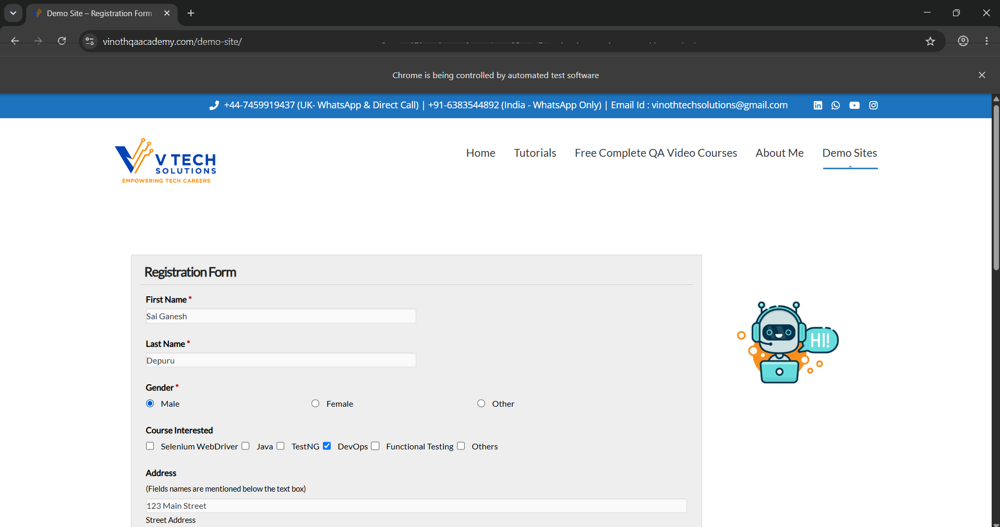 Demo Site – Registration Form
vinothqaacademy.com/demo-site/
Chrome is being controlled by automated test software
+44-7459919437 (UK- WhatsApp & Direct Call) | +91-6383544892 (India - WhatsApp Only) | Email Id : vinothtechsolutions@gmail.com
V TECH
SOLUTIONS
EMPOWERING TECH CAREERS
Home Tutorials Free Complete QA Video Courses About Me Demo Sites
Registration Form
First Name *
Sai Ganesh
Last Name *
Depuru
Gender *
Male Female Other
Course Interested
Selenium WebDriver Java TestNG DevOps Functional Testing Others
Address
(Fields names are mentioned below the text box)
123 Main Street
Street Address
HI!